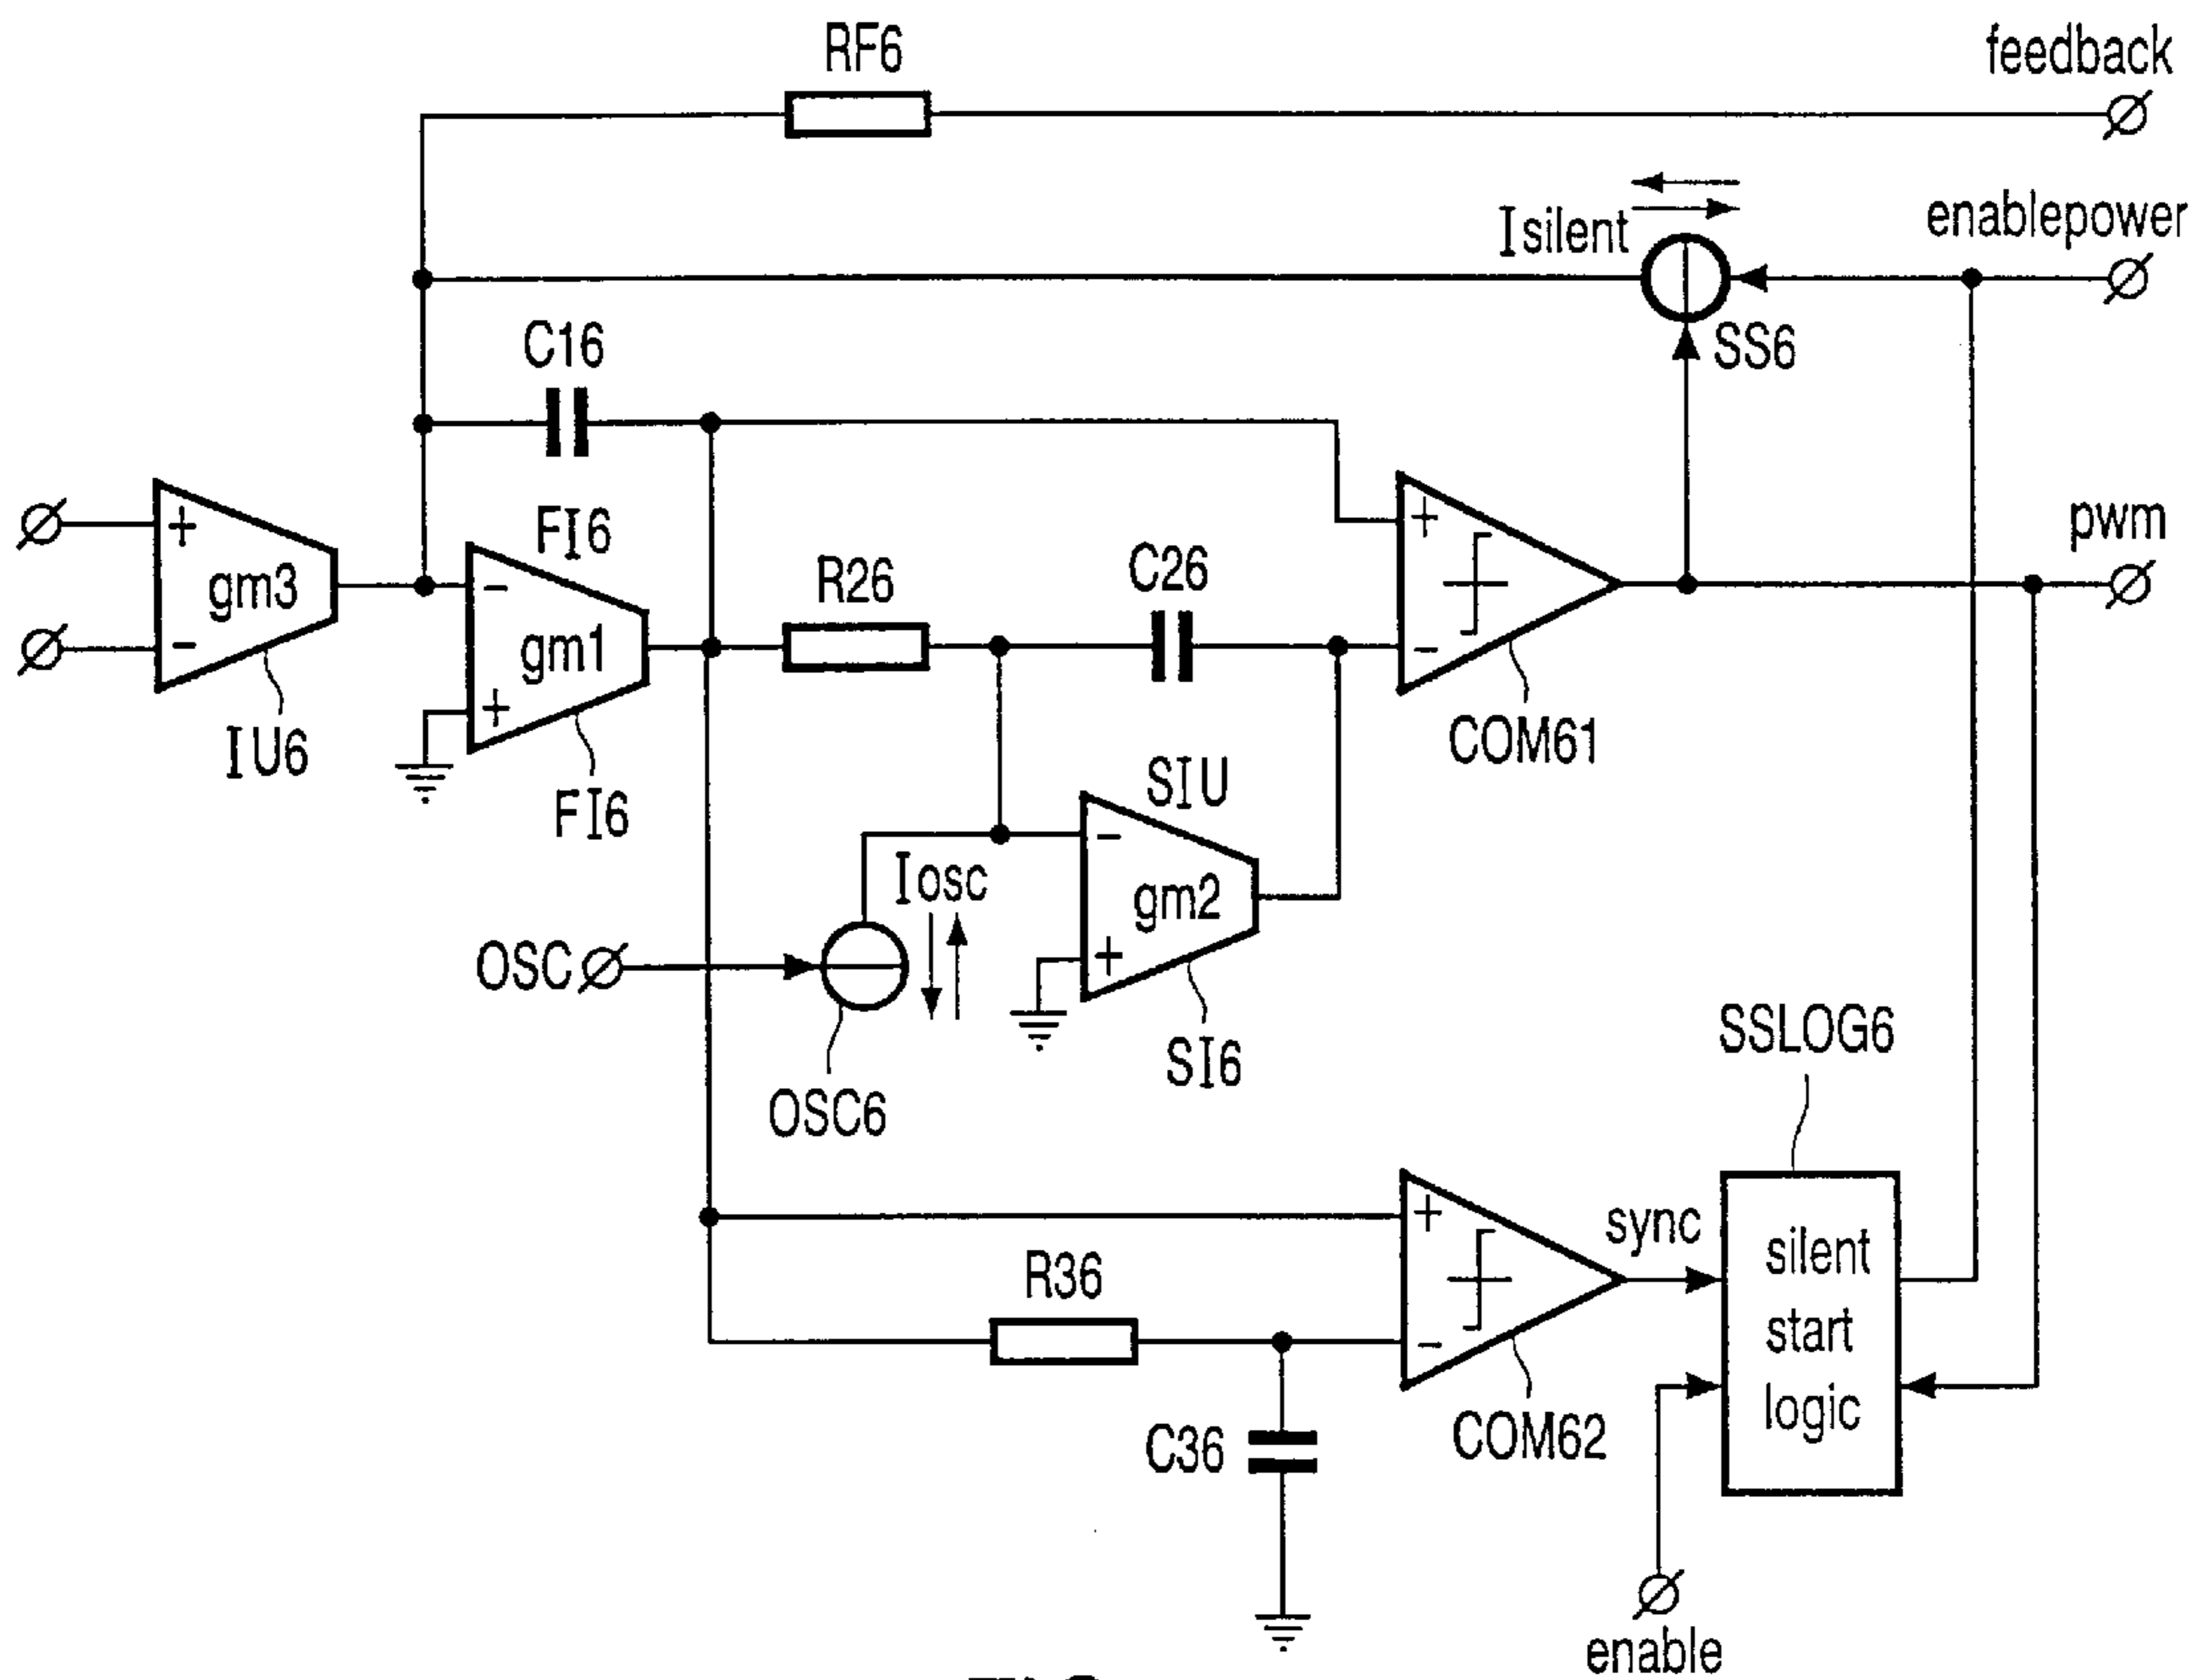 RF6
feedback
Isilent
enablepower
SS6
C16
pwm
+
gm3
-
FI6
-
gm1
+
R26
C26
+
-
COM61
IU6
FI6
SIU
-
gm2
+
Iosc
OSC
SI6
OSC6
SSLOG6
+
-
sync
silent
start
logic
R36
COM62
C36
enable